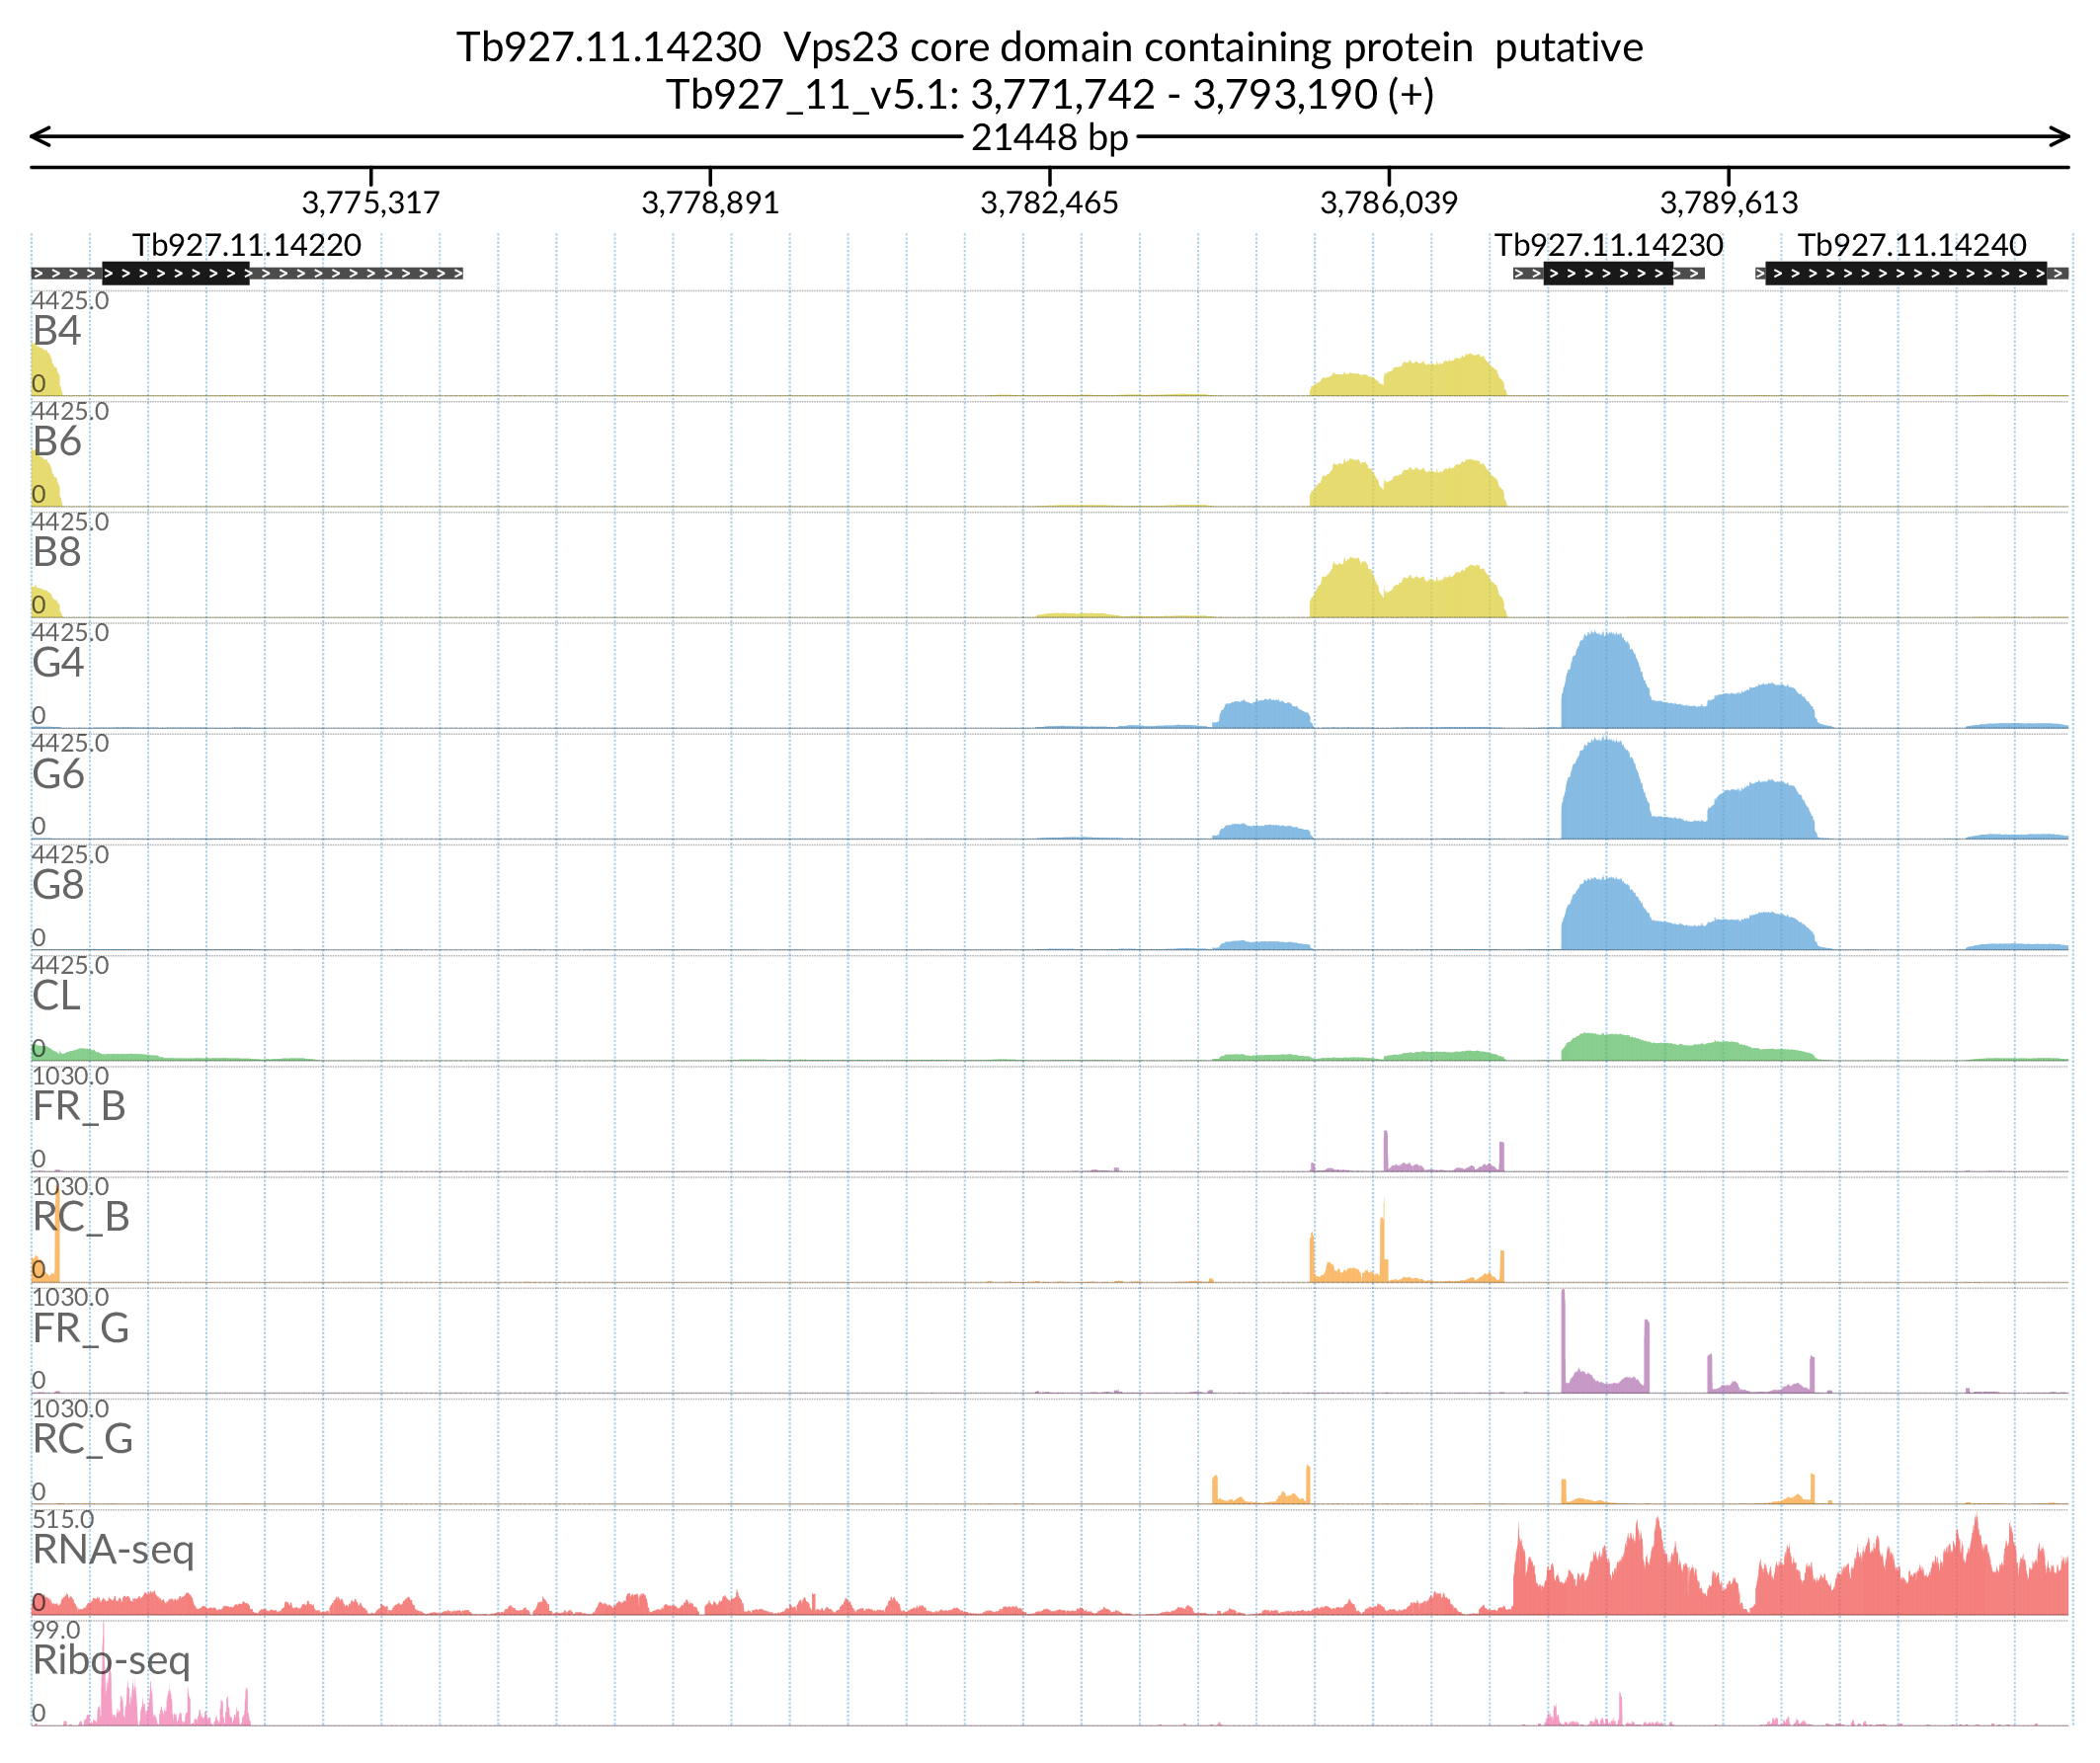 Tb927.11.14230  Vps23 core domain containing protein  putative
Tb927_11_v5.1: 3,771,742 - 3,793,190 (+)
21448 bp
3,775,317 3,778,891 3,782,465 3,786,039 3,789,613
Tb927.11.14220 Tb927.11.14230 Tb927.11.14240
4425.0
B4
0
4425.0
B6
0
4425.0
B8
0
4425.0
G4
0
4425.0
G6
0
4425.0
G8
0
4425.0
CL
0
1030.0
FR_B
0
1030.0
RC_B
0
1030.0
FR_G
0
1030.0
RC_G
0
515.0
RNA-seq
0
99.0
Ribo-seq
0